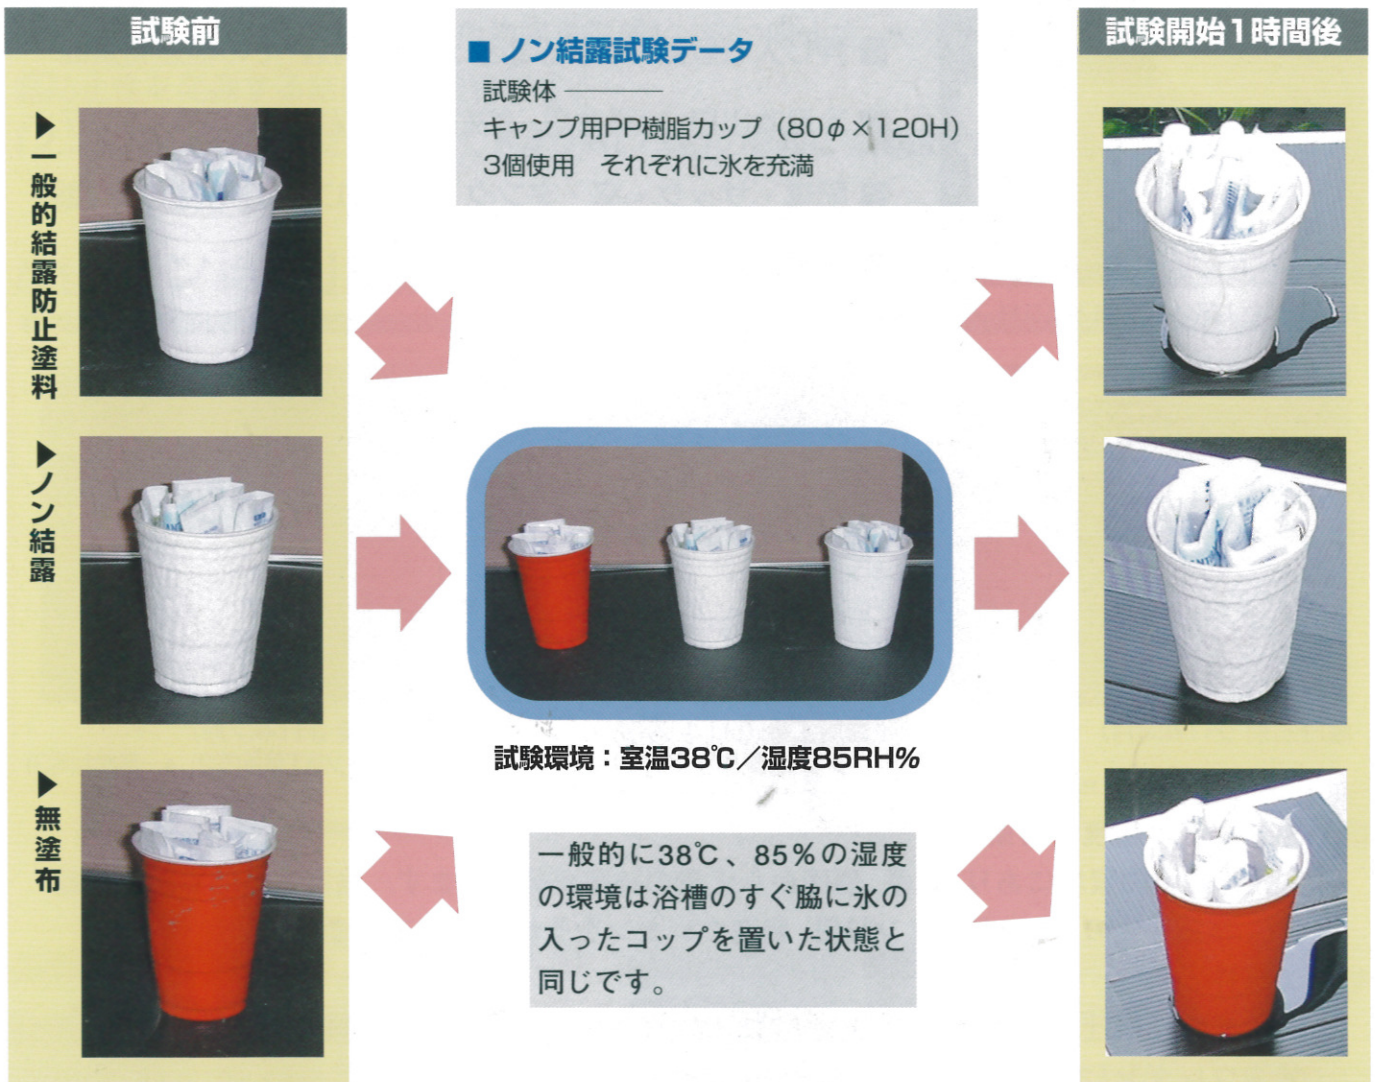 試験前
■ ノン結露試験データ
試験体 ―――――
キャンプ用PP樹脂カップ（80φ×120H）
3個使用　それぞれに氷を充満
試験開始1時間後
▶一般的結露防止塗料
▶ノン結露
▶無塗布
試験環境：室温38℃／湿度85RH%
一般的に38℃、85％の湿度
の環境は浴槽のすぐ脇に氷の
入ったコップを置いた状態と
同じです。